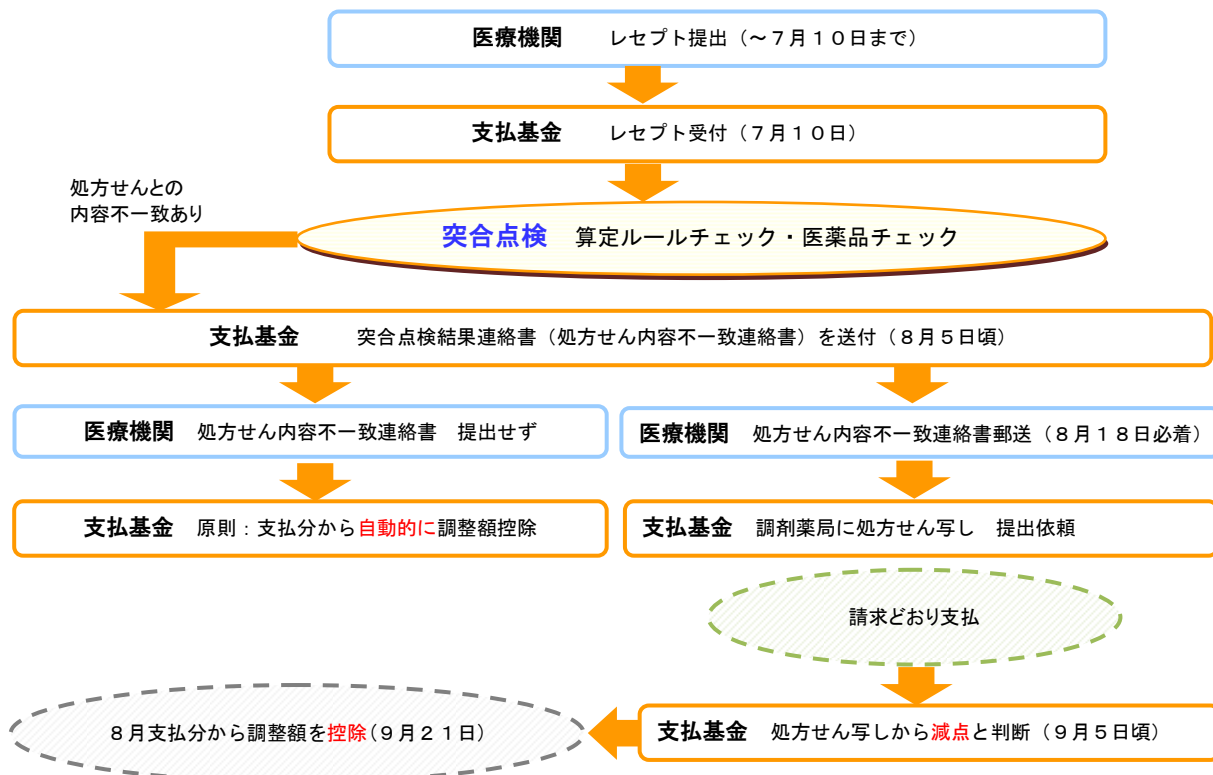 医療機関　レセプト提出（～７月１０日まで）
支払基金　レセプト受付（７月１０日）
処方せんとの
内容不一致あり
突合点検　算定ルールチェック・医薬品チェック
支払基金　突合点検結果連絡書（処方せん内容不一致連絡書）を送付（８月５日頃）
医療機関　処方せん内容不一致連絡書　提出せず
医療機関　処方せん内容不一致連絡書郵送（８月１８日必着）
支払基金　原則：支払分から自動的に調整額控除
支払基金　調剤薬局に処方せん写し　提出依頼
請求どおり支払
８月支払分から調整額を控除（９月２１日）
支払基金　処方せん写しから減点と判断（９月５日頃）